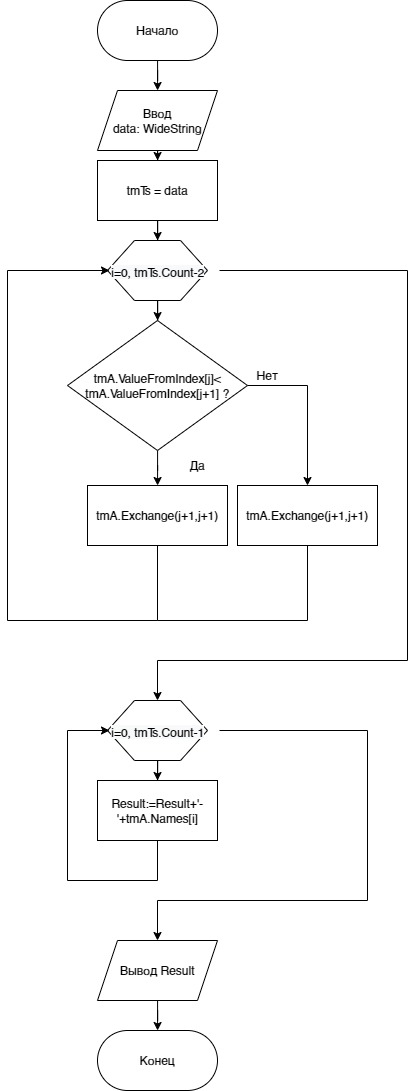 Начало
Ввод
data: WideString
tmTs = data
i=0, tmTs.Count-2
tmA.ValueFromIndex[j]<
tmA.ValueFromIndex[j+1] ?
Нет
Да
tmA.Exchange(j+1,j+1)
tmA.Exchange(j+1,j+1)
i=0, tmTs.Count-1
Result:=Result+'-
'+tmA.Names[i]
Вывод Result
Конец